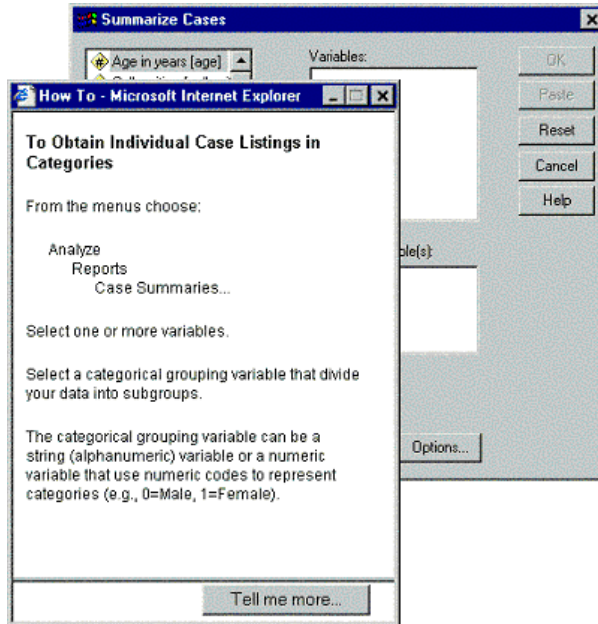 Summarize Cases
Age in years [age]
Variables:
OK
Paste
Reset
Cancel
Help
How To - Microsoft Internet Explorer
To Obtain Individual Case Listings in
Categories
From the menus choose:
Analyze
Reports
Case Summaries...
Select one or more variables.
Select a categorical grouping variable that divide
your data into subgroups.
The categorical grouping variable can be a
string (alphanumeric) variable or a numeric
variable that use numeric codes to represent
categories (e.g., 0=Male, 1=Female).
Tell me more...
ble(s):
Options...